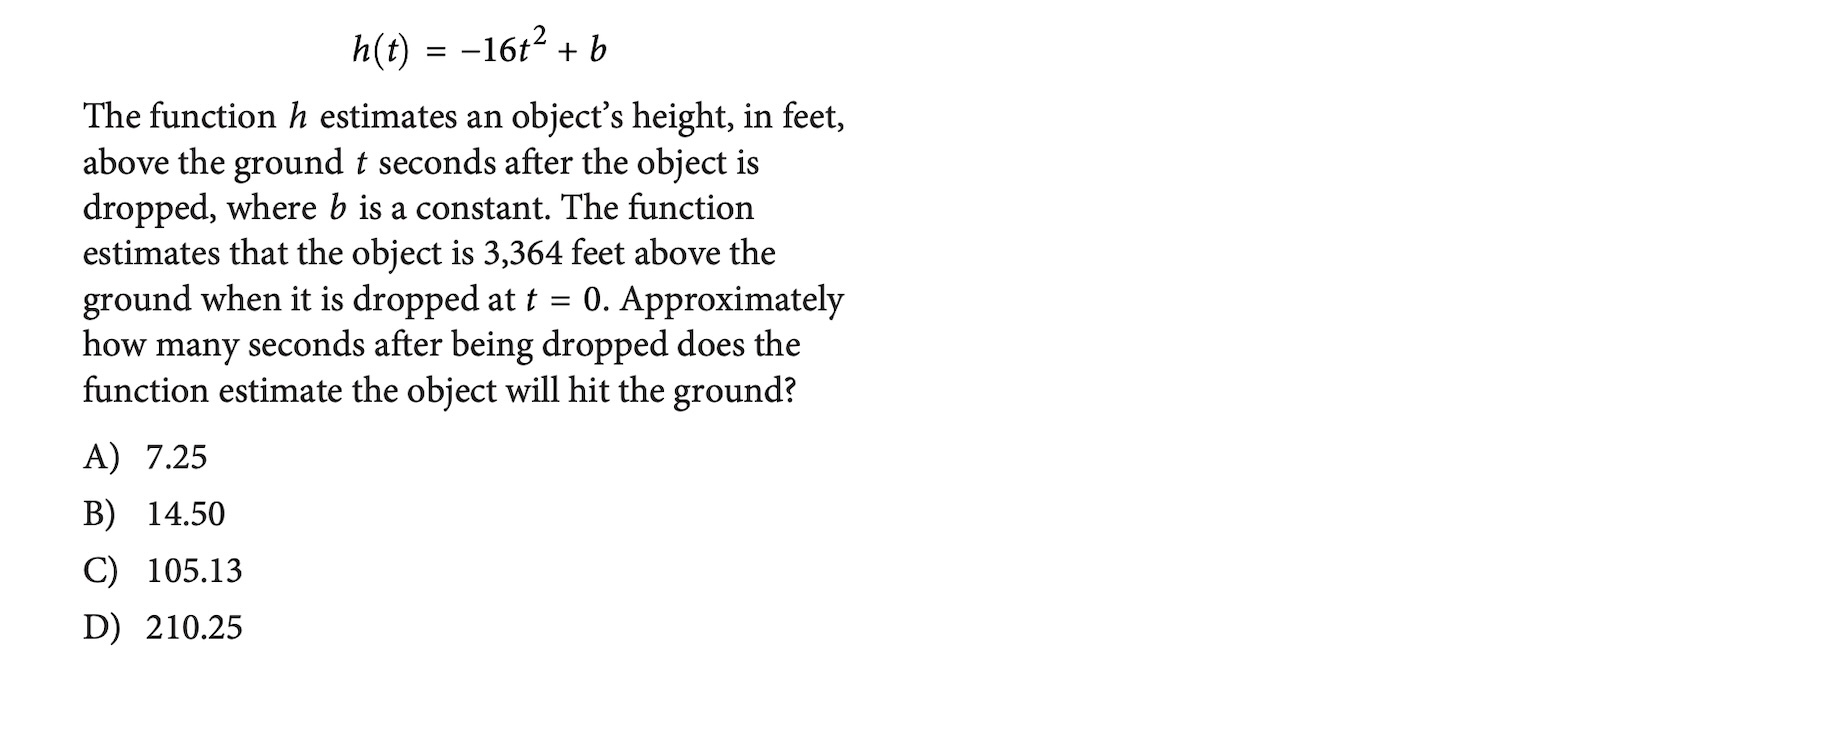 h(t) = −16t² + b
The function h estimates an object’s height, in feet,
above the ground t seconds after the object is
dropped, where b is a constant. The function
estimates that the object is 3,364 feet above the
ground when it is dropped at t = 0. Approximately
how many seconds after being dropped does the
function estimate the object will hit the ground?
A) 7.25
B) 14.50
C) 105.13
D) 210.25